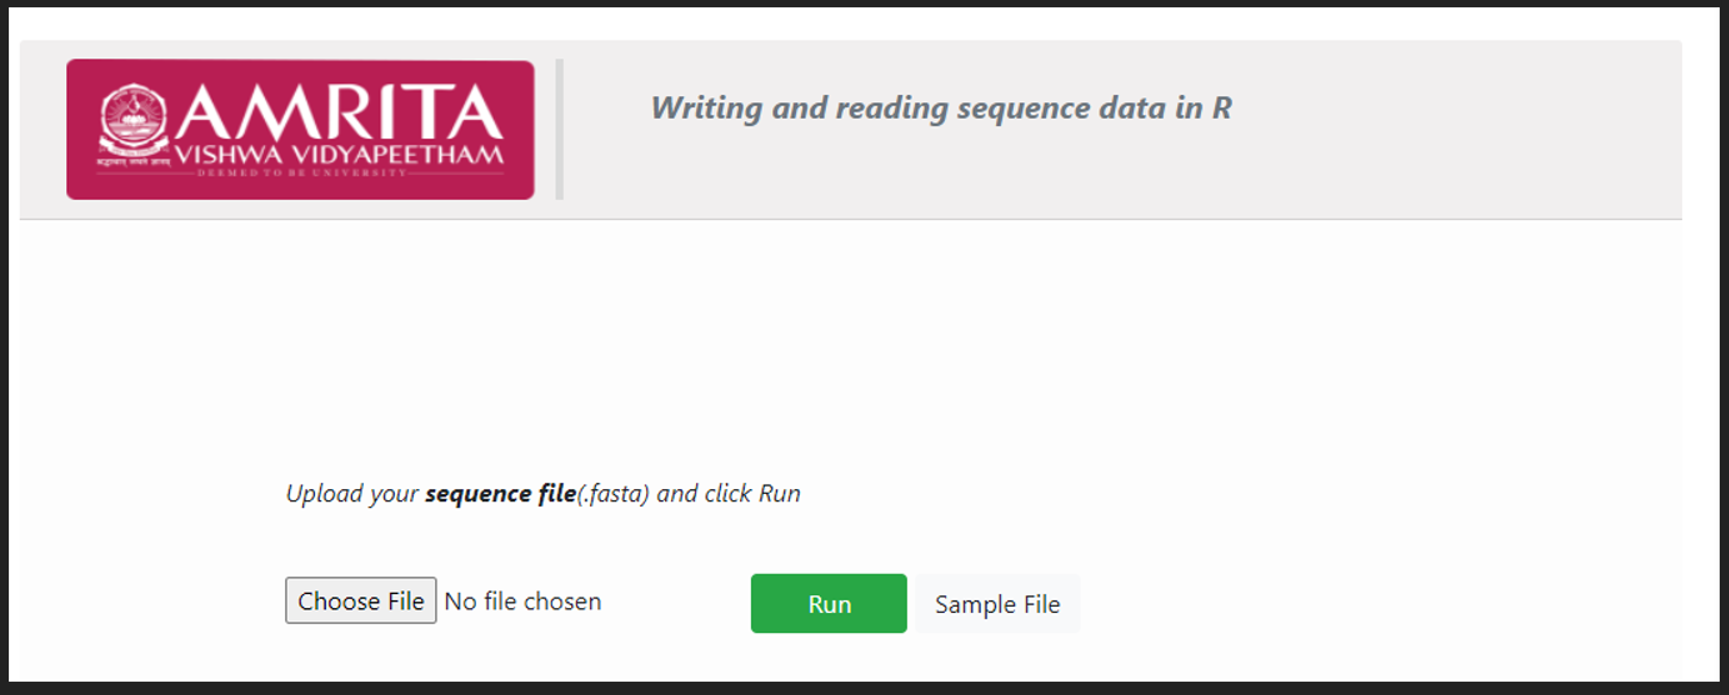 AMRITA
VISHWA VIDYAPEETHAM
DEEMED TO BE UNIVERSITY
Writing and reading sequence data in R
Upload your sequence file(.fasta) and click Run
Choose File No file chosen
Run
Sample File